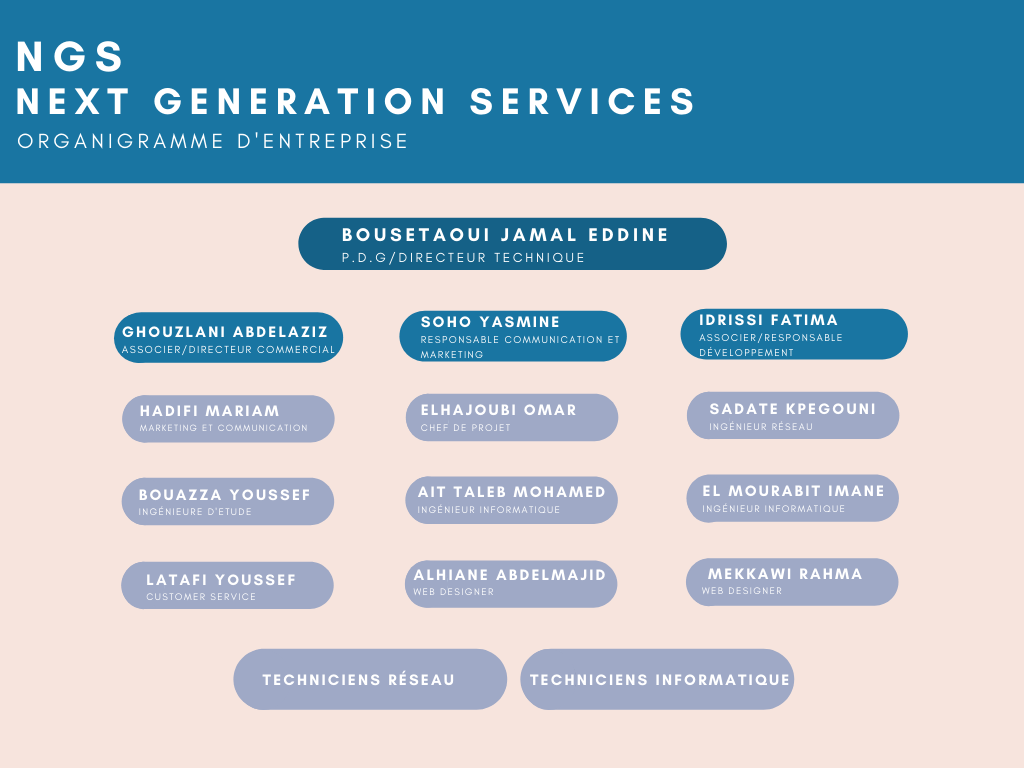 NGS
NEXT GENERATION SERVICES
ORGANIGRAMME D'ENTREPRISE
BOUSETAOUI JAMAL EDDINE
P.D.G/DIRECTEUR TECHNIQUE
GHOUZLANI ABDELAZIZ
ASSOCIER/DIRECTEUR COMMERCIAL
SOHO YASMINE
RESPONSABLE COMMUNICATION ET
MARKETING
IDRISSI FATIMA
ASSOCIER/RESPONSABLE
DÉVELOPPEMENT
HADIFI MARIAM
MARKETING ET COMMUNICATION
ELHAJOUBI OMAR
CHEF DE PROJET
SADATE KPEGOUNI
INGÉNIEUR RÉSEAU
BOUAZZA YOUSSEF
INGÉNIEURE D'ETUDE
AIT TALEB MOHAMED
INGÉNIEUR INFORMATIQUE
EL MOURABIT IMANE
INGÉNIEUR INFORMATIQUE
LATAFI YOUSSEF
CUSTOMER SERVICE
ALHIANE ABDELMAJID
WEB DESIGNER
MEKKAWI RAHMA
WEB DESIGNER
TECHNICIENS RÉSEAU
TECHNICIENS INFORMATIQUE